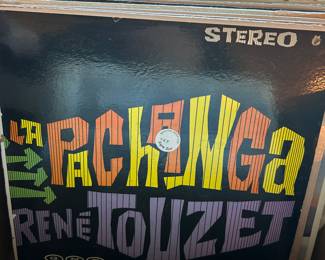 STEREO
LA PACHANGA
RENÉ TOUZET